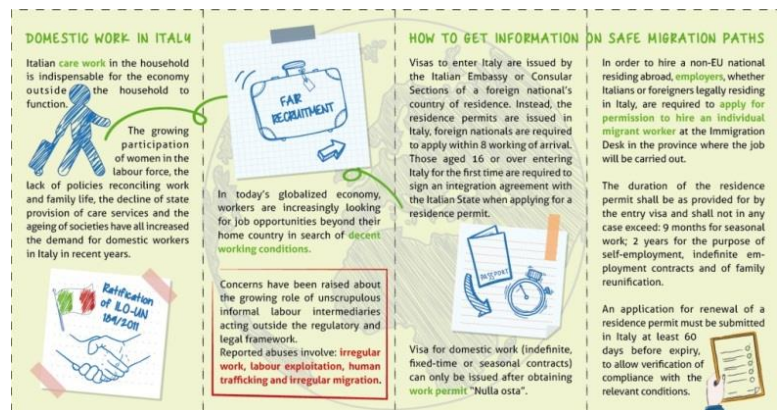 DOMESTIC WORK IN ITALY
Italian care work in the household
is indispensable for the economy
outside the household to
function.
The growing
participation
of women in the
labour force, the
lack of policies reconciling work
and family life, the decline of state
provision of care services and the
ageing of societies have all increased
the demand for domestic workers
in Italy in recent years.
Ratification
of ILO-UN
189/2011
FAIR
RECRUITMENT
In today's globalized economy,
workers are increasingly looking
for job opportunities beyond their
home country in search of decent
working conditions.
Concerns have been raised about
the growing role of unscrupulous
informal labour intermediaries
acting outside the regulatory and
legal framework.
Reported abuses involve: irregular
work, labour exploitation, human
trafficking and irregular migration.
HOW TO GET INFORMATION ON SAFE MIGRATION PATHS
Visas to enter Italy are issued by
the Italian Embassy or Consular
Sections of a foreign national's
country of residence. Instead, the
residence permits are issued in
Italy, foreign nationals are required
to apply within 8 working of arrival.
Those aged 16 or over entering
Italy for the first time are required to
sign an integration agreement with
the Italian State when applying for a
residence permit.
PASSPORT
Visa for domestic work (indefinite,
fixed-time or seasonal contracts)
can only be issued after obtaining
work permit "Nulla osta".
In order to hire a non-EU national
residing abroad, employers, whether
Italians or foreigners legally residing
in Italy, are required to apply for
permission to hire an individual
migrant worker at the Immigration
Desk in the province where the job
will be carried out.
The duration of the residence
permit shall be as provided for by
the entry visa and shall not in any
case exceed: 9 months for seasonal
work; 2 years for the purpose of
self-employment, indefinite em-
ployment contracts and of family
reunification.
An application for renewal of a
residence permit must be submitted
in Italy at least 60
days before expiry,
to allow verification of
compliance with the
relevant conditions.